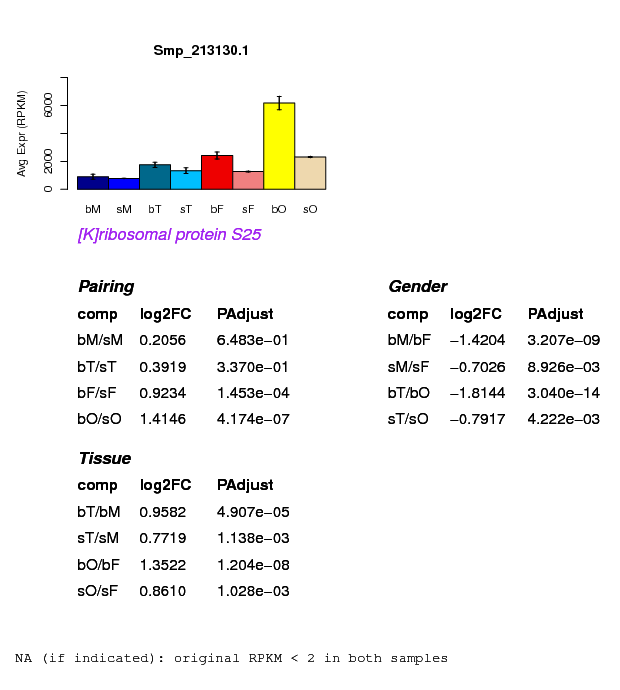 Smp_213130.1
Avg Expr (RPKM)
6000
2000
0
bM sM bT sT bF sF bO sO
[K]ribosomal protein S25
Pairing Gender
comp log2FC PAdjust comp log2FC PAdjust
bM/sM 0.2056 6.483e−01 bM/bF −1.4204 3.207e−09
bT/sT 0.3919 3.370e−01 sM/sF −0.7026 8.926e−03
bF/sF 0.9234 1.453e−04 bT/bO −1.8144 3.040e−14
bO/sO 1.4146 4.174e−07 sT/sO −0.7917 4.222e−03
Tissue
comp log2FC PAdjust
bT/bM 0.9582 4.907e−05
sT/sM 0.7719 1.138e−03
bO/bF 1.3522 1.204e−08
sO/sF 0.8610 1.028e−03
NA (if indicated): original RPKM < 2 in both samples